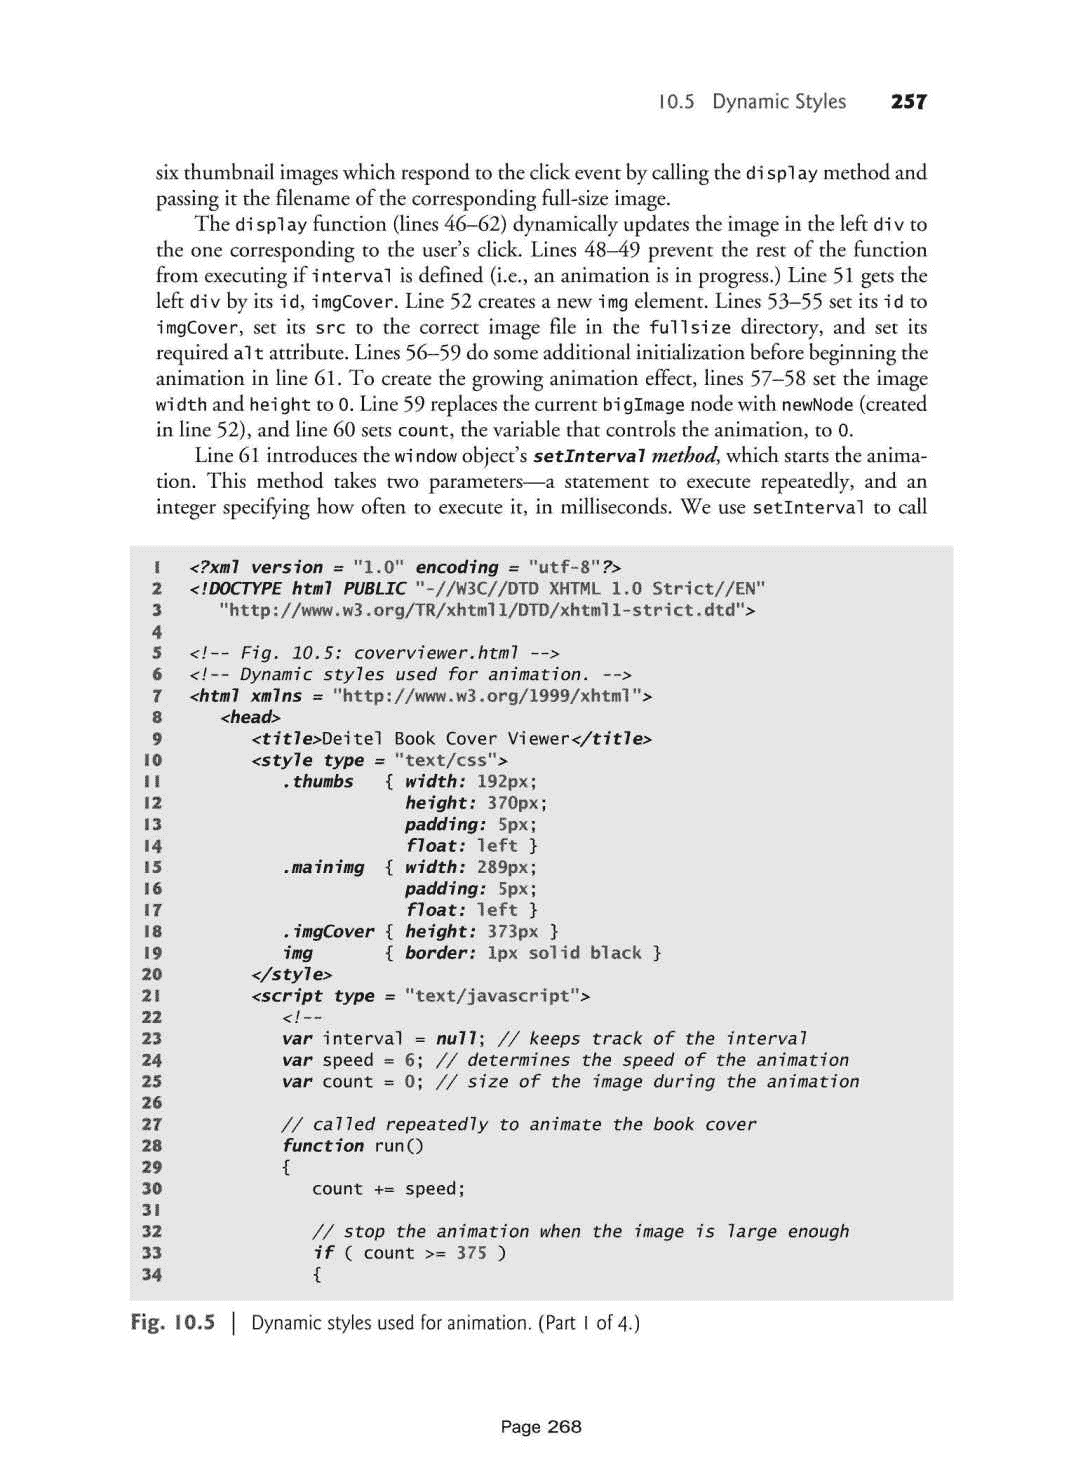 10.5 Dynamic Styles 257
six thumbnail images which respond to the click event by calling the display method and
passing it the filename of the corresponding full-size image.
The display function (lines 46–62) dynamically updates the image in the left div to
the one corresponding to the user's click. Lines 48–49 prevent the rest of the function
from executing if interval is defined (i.e., an animation is in progress.) Line 51 gets the
left div by its id, imgCover. Line 52 creates a new img element. Lines 53–55 set its id to
imgCover, set its src to the correct image file in the fullsize directory, and set its
required alt attribute. Lines 56–59 do some additional initialization before beginning the
animation in line 61. To create the growing animation effect, lines 57–58 set the image
width and height to 0. Line 59 replaces the current bigImage node with newNode (created
in line 52), and line 60 sets count, the variable that controls the animation, to 0.
Line 61 introduces the window object's setInterval method, which starts the anima-
tion. This method takes two parameters—a statement to execute repeatedly, and an
integer specifying how often to execute it, in milliseconds. We use setInterval to call
1 <?xml version = "1.0" encoding = "utf-8"?>
2 <!DOCTYPE html PUBLIC "-//W3C//DTD XHTML 1.0 Strict//EN"
3 "http://www.w3.org/TR/xhtml1/DTD/xhtml1-strict.dtd">
4
5 <!-- Fig. 10.5: coverviewer.html -->
6 <!-- Dynamic styles used for animation. -->
7 <html xmlns = "http://www.w3.org/1999/xhtml">
8 <head>
9 <title>Deitel Book Cover Viewer</title>
10 <style type = "text/css">
11 .thumbs { width: 192px;
12 height: 370px;
13 padding: 5px;
14 float: left }
15 .mainimg { width: 289px;
16 padding: 5px;
17 float: left }
18 .imgCover { height: 373px }
19 img { border: 1px solid black }
20 </style>
21 <script type = "text/javascript">
22 <!--
23 var interval = null; // keeps track of the interval
24 var speed = 6; // determines the speed of the animation
25 var count = 0; // size of the image during the animation
26
27 // called repeatedly to animate the book cover
28 function run()
29 {
30 count += speed;
31
32 // stop the animation when the image is large enough
33 if ( count >= 375 )
34 {
Fig. 10.5 | Dynamic styles used for animation. (Part 1 of 4.)
Page 268